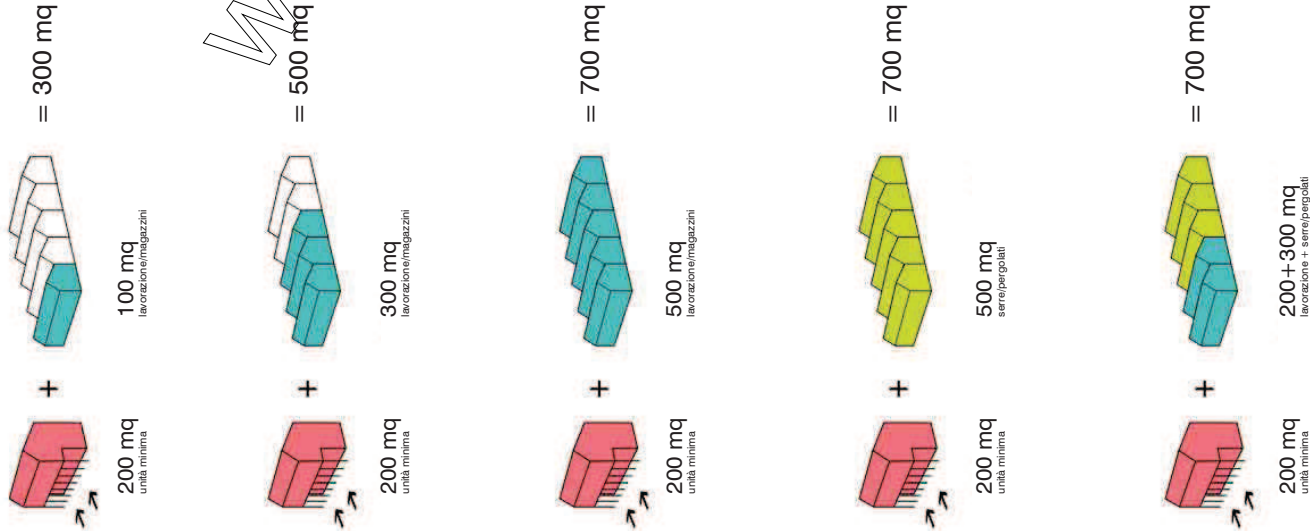 200 mq
unità minima
+
100 mq
lavorazione/magazzini
= 300 mq
200 mq
unità minima
+
300 mq
lavorazione/magazzini
= 500 mq
W
200 mq
unità minima
+
500 mq
lavorazione/magazzini
= 700 mq
200 mq
unità minima
+
500 mq
serre/pergolati
= 700 mq
200 mq
unità minima
+
200+300 mq
lavorazione + serre/pergolati
= 700 mq